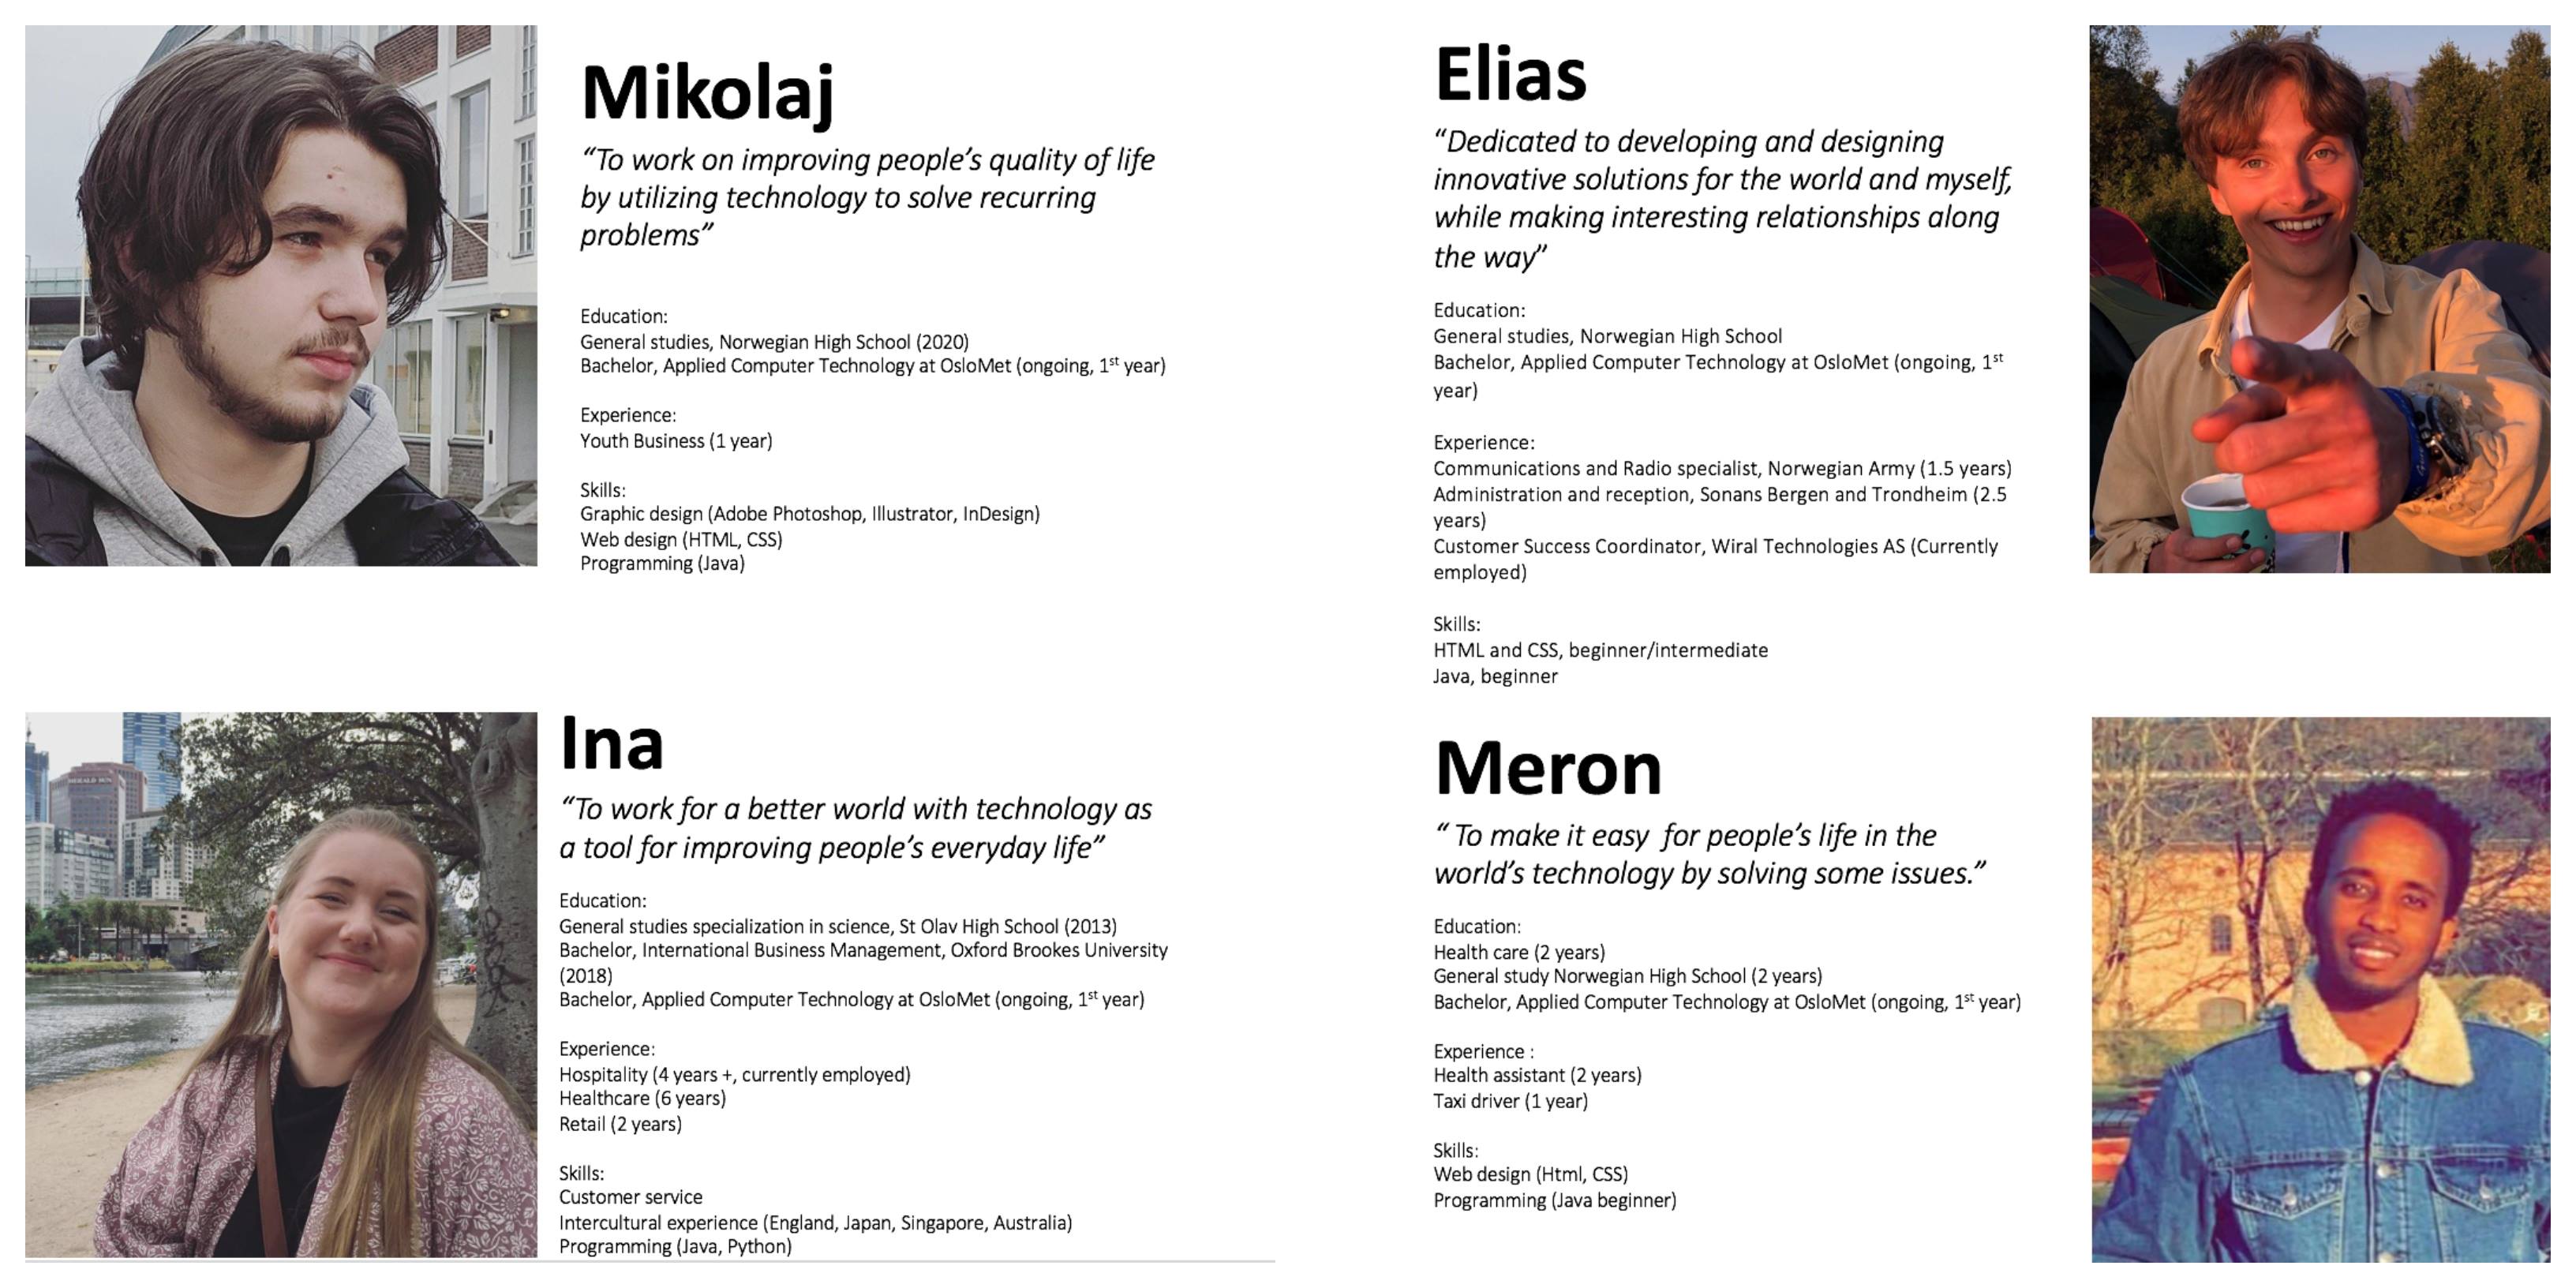 Mikolaj
“To work on improving people’s quality of life
by utilizing technology to solve recurring
problems”
Education:
General studies, Norwegian High School (2020)
Bachelor, Applied Computer Technology at OsloMet (ongoing, 1st year)
Experience:
Youth Business (1 year)
Skills:
Graphic design (Adobe Photoshop, Illustrator, InDesign)
Web design (HTML, CSS)
Programming (Java)
Elias
“Dedicated to developing and designing
innovative solutions for the world and myself,
while making interesting relationships along
the way”
Education:
General studies, Norwegian High School
Bachelor, Applied Computer Technology at OsloMet (ongoing, 1st
year)
Experience:
Communications and Radio specialist, Norwegian Army (1.5 years)
Administration and reception, Sonans Bergen and Trondheim (2.5
years)
Customer Success Coordinator, Wiral Technologies AS (Currently
employed)
Skills:
HTML and CSS, beginner/intermediate
Java, beginner
HERALD SUN
Ina
“To work for a better world with technology as
a tool for improving people’s everyday life”
Education:
General studies specialization in science, St Olav High School (2013)
Bachelor, International Business Management, Oxford Brookes University
(2018)
Bachelor, Applied Computer Technology at OsloMet (ongoing, 1st year)
Experience:
Hospitality (4 years +, currently employed)
Healthcare (6 years)
Retail (2 years)
Skills:
Customer service
Intercultural experience (England, Japan, Singapore, Australia)
Programming (Java, Python)
Meron
“ To make it easy  for people’s life in the
world’s technology by solving some issues.”
Education:
Health care (2 years)
General study Norwegian High School (2 years)
Bachelor, Applied Computer Technology at OsloMet (ongoing, 1st year)
Experience :
Health assistant (2 years)
Taxi driver (1 year)
Skills:
Web design (Html, CSS)
Programming (Java beginner)